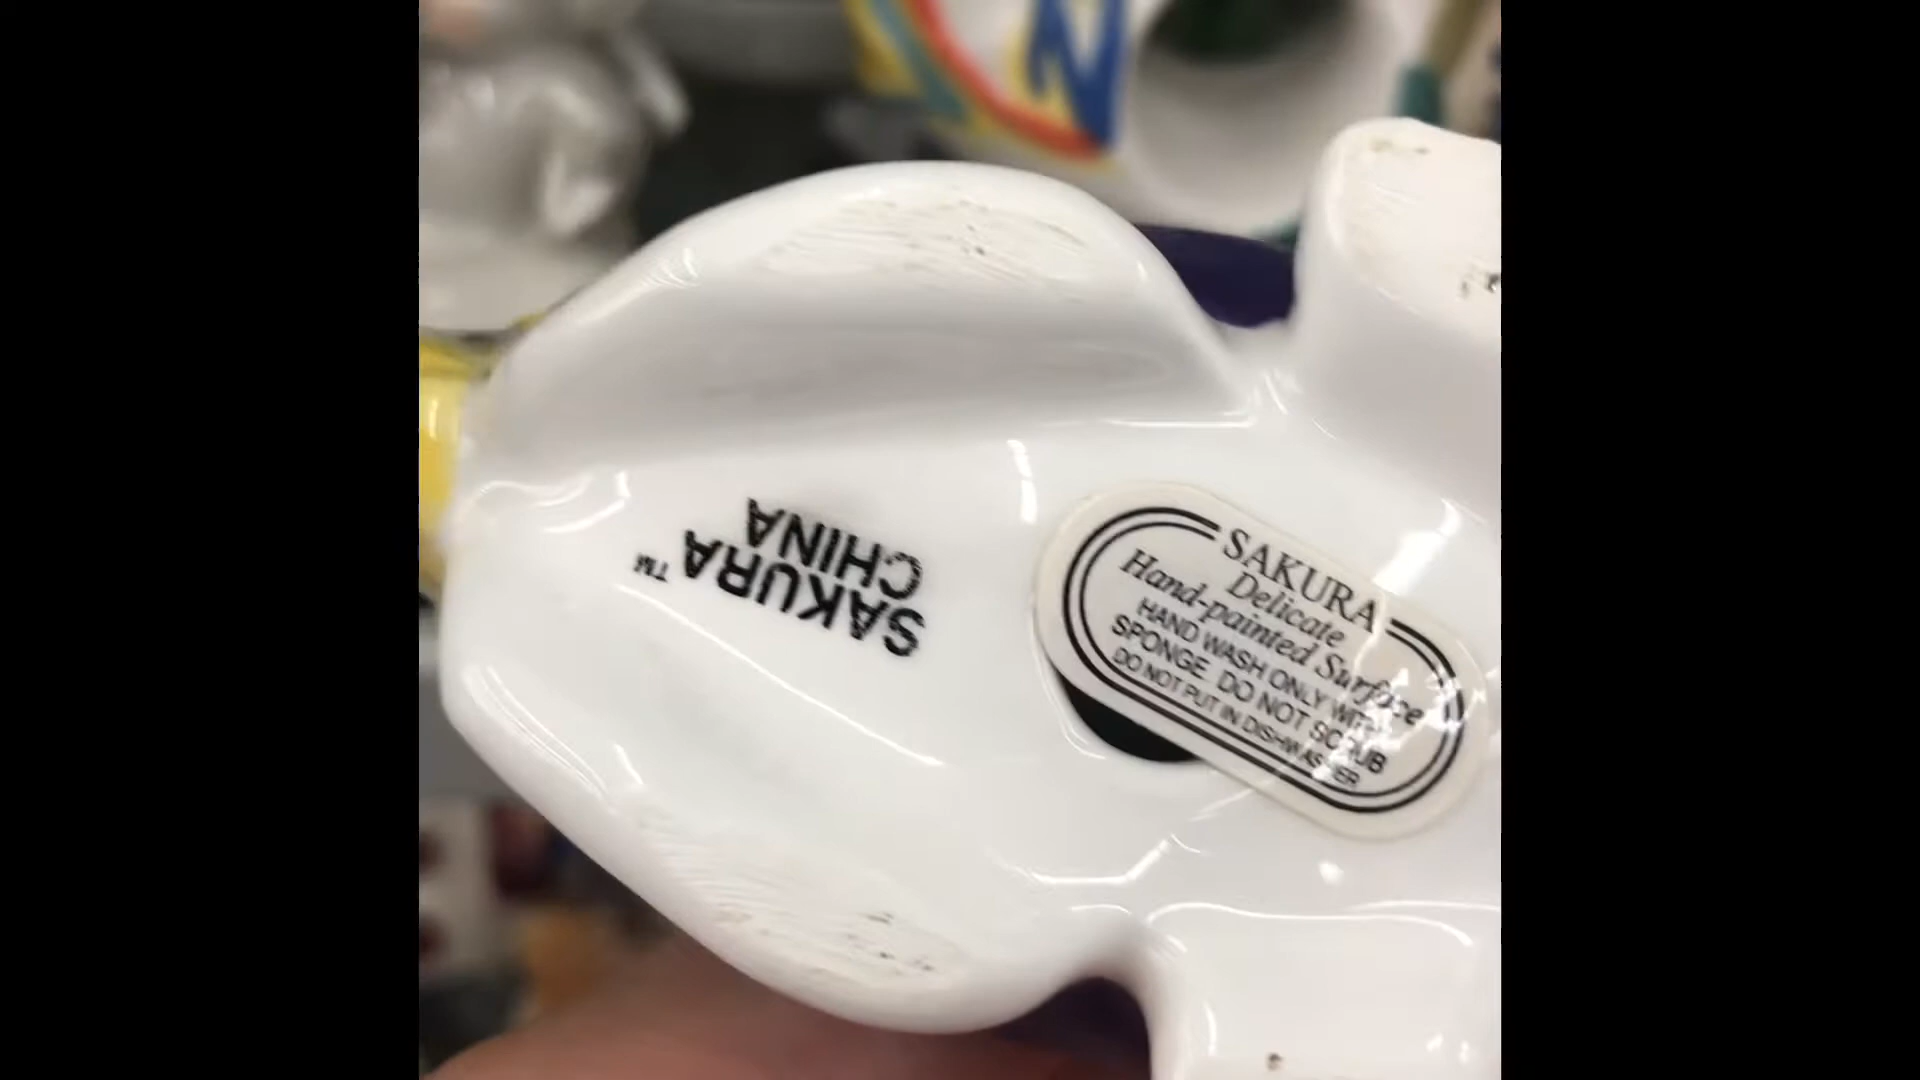 SAKURA™
CHINA
SAKURA
Delicate
Hand-painted Surface
HAND WASH ONLY WITH
SPONGE. DO NOT SCRUB
DO NOT PUT IN DISHWASHER
N